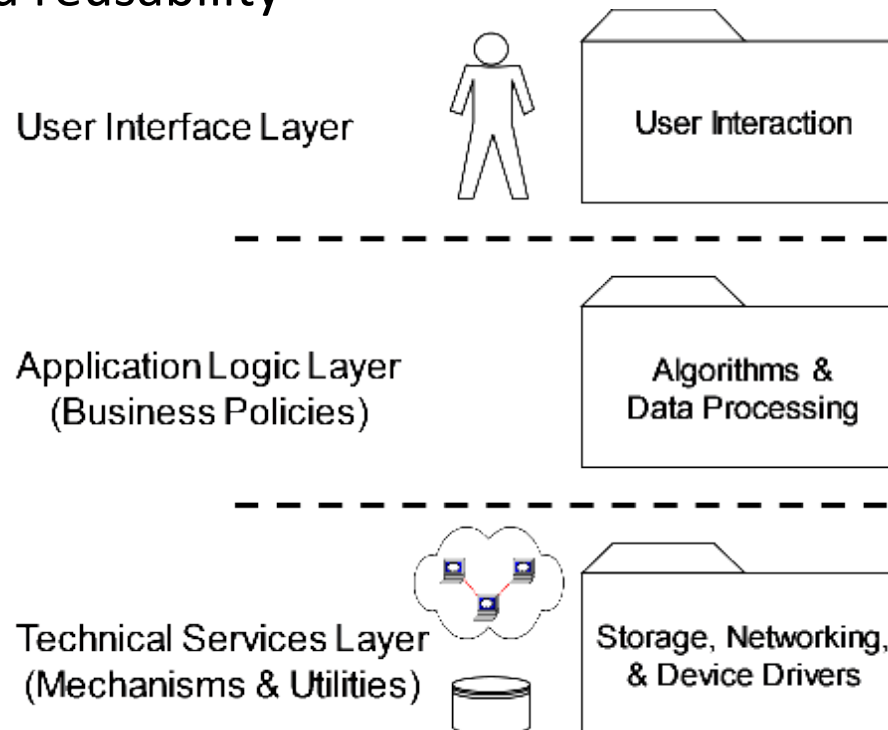 reusability
User Interface Layer
User Interaction
Application Logic Layer
(Business Policies)
Algorithms &
Data Processing
Technical Services Layer
(Mechanisms & Utilities)
Storage, Networking,
& Device Drivers